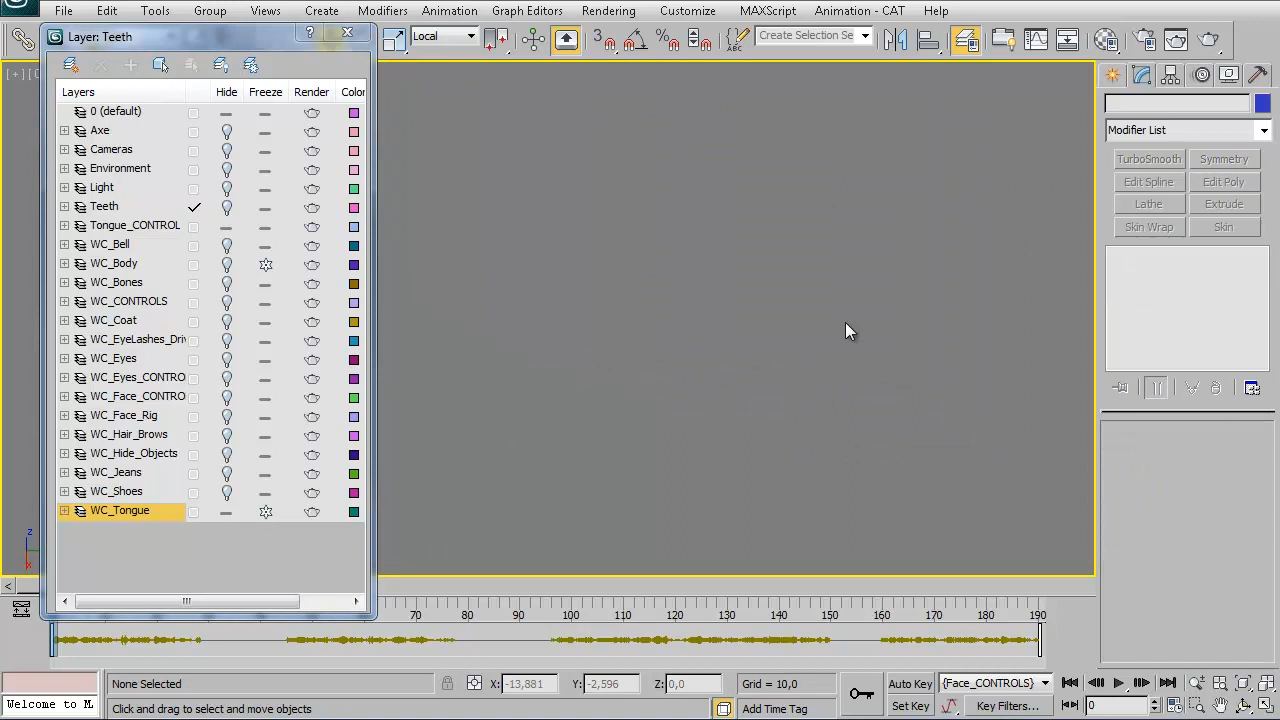 File Edit Tools Group Views Create Modifiers Animation Graph Editors Rendering Customize MAXScript Animation - CAT Help
Layer: Teeth
Local
3
Create Selection Se
Layers Hide Freeze Render Color
0 (default)
Axe
Cameras
Environment
Light
Teeth
Tongue_CONTROL
WC_Bell
WC_Body
WC_Bones
WC_CONTROLS
WC_Coat
WC_EyeLashes_Dri
WC_Eyes
WC_Eyes_CONTRO
WC_Face_CONTRO
WC_Face_Rig
WC_Hair_Brows
WC_Hide_Objects
WC_Jeans
WC_Shoes
WC_Tongue
Modifier List
TurboSmooth Symmetry
Edit Spline Edit Poly
Lathe Extrude
Skin Wrap Skin
z
x
70 80 90 100 110 120 130 140 150 160 170 180 190
None Selected X: -13,881 Y: -2,596 Z: 0,0 Grid = 10,0 Auto Key {Face_CONTROLS}
Welcome to M. Click and drag to select and move objects Add Time Tag Set Key Key Filters... 0